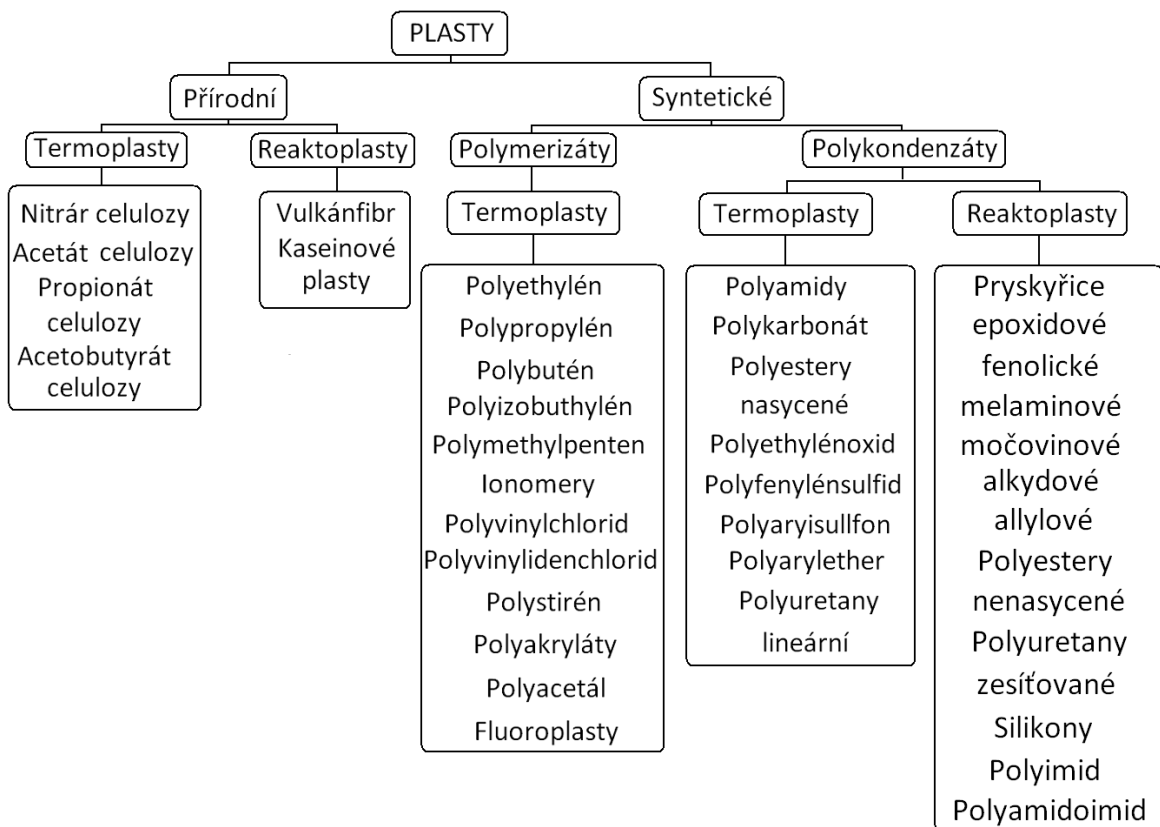 PLASTY
Přírodní
Syntetické
Termoplasty
Reaktoplasty
Polymerizáty
Polykondenzáty
Nitrár celulozy
Acetát celulozy
Propionát
celulozy
Acetobutyrát
celulozy
Vulkánfibr
Kaseinové
plasty
Termoplasty
Polyethylén
Polypropylén
Polybutén
Polyizobuthylén
Polymethylpenten
Ionomery
Polyvinylchlorid
Polyvinylidenchlorid
Polystirén
Polyakryláty
Polyacetál
Fluoroplasty
Termoplasty
Polyamidy
Polykarbonát
Polyestery
nasycené
Polyethylénoxid
Polyfenylénsulfid
Polyaryisullfon
Polyarylether
Polyuretany
lineární
Reaktoplasty
Pryskyřice
epoxidové
fenolické
melaminové
močovinové
alkydové
allylové
Polyestery
nenasycené
Polyuretany
zesíťované
Silikony
Polyimid
Polyamidoimid